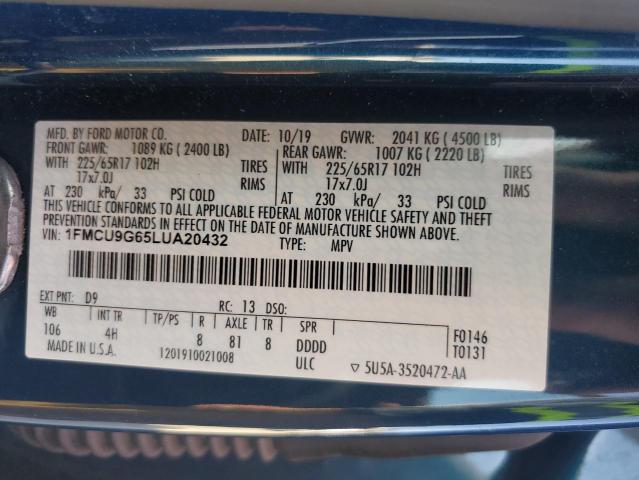 MFD. BY FORD MOTOR CO. DATE: 10/19 GVWR: 2041 KG ( 4500 LB)
FRONT GAWR: 1089 KG ( 2400 LB) REAR GAWR: 1007 KG ( 2220 LB)
WITH 225/65R17 102H TIRES WITH 225/65R17 102H TIRES
17x7.0J RIMS 17x7.0J RIMS
AT 230 kPa/ 33 PSI COLD AT 230 kPa/ 33 PSI COLD
THIS VEHICLE CONFORMS TO ALL APPLICABLE FEDERAL MOTOR VEHICLE SAFETY AND THEFT
PREVENTION STANDARDS IN EFFECT ON THE DATE OF MANUFACTURE SHOWN ABOVE.
VIN: 1FMCU9G65LUA20432 TYPE: MPV
EXT PNT: D9 RC: 13 DSO:
WB INT TR TP/PS R AXLE TR SPR F0146
106 4H 8 81 8 DDDD T0131
MADE IN U.S.A. 1201910021008 ULC ▽ 5U5A-3520472-AA